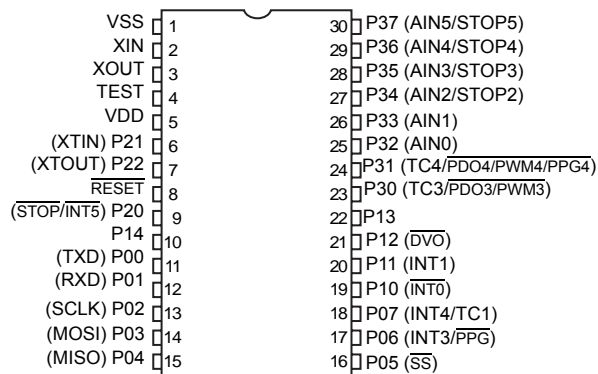 VSS 1 30 P37 (AIN5/STOP5)
XIN 2 29 P36 (AIN4/STOP4)
XOUT 3 28 P35 (AIN3/STOP3)
TEST 4 27 P34 (AIN2/STOP2)
VDD 5 26 P33 (AIN1)
(XTIN) P21 6 25 P32 (AIN0)
(XTOUT) P22 7 24 P31 (TC4/PDO4/PWM4/PPG4)
RESET 8 23 P30 (TC3/PDO3/PWM3)
(STOP/INT5) P20 9 22 P13
P14 10 21 P12 (DVO)
(TXD) P00 11 20 P11 (INT1)
(RXD) P01 12 19 P10 (INT0)
(SCLK) P02 13 18 P07 (INT4/TC1)
(MOSI) P03 14 17 P06 (INT3/PPG)
(MISO) P04 15 16 P05 (SS)